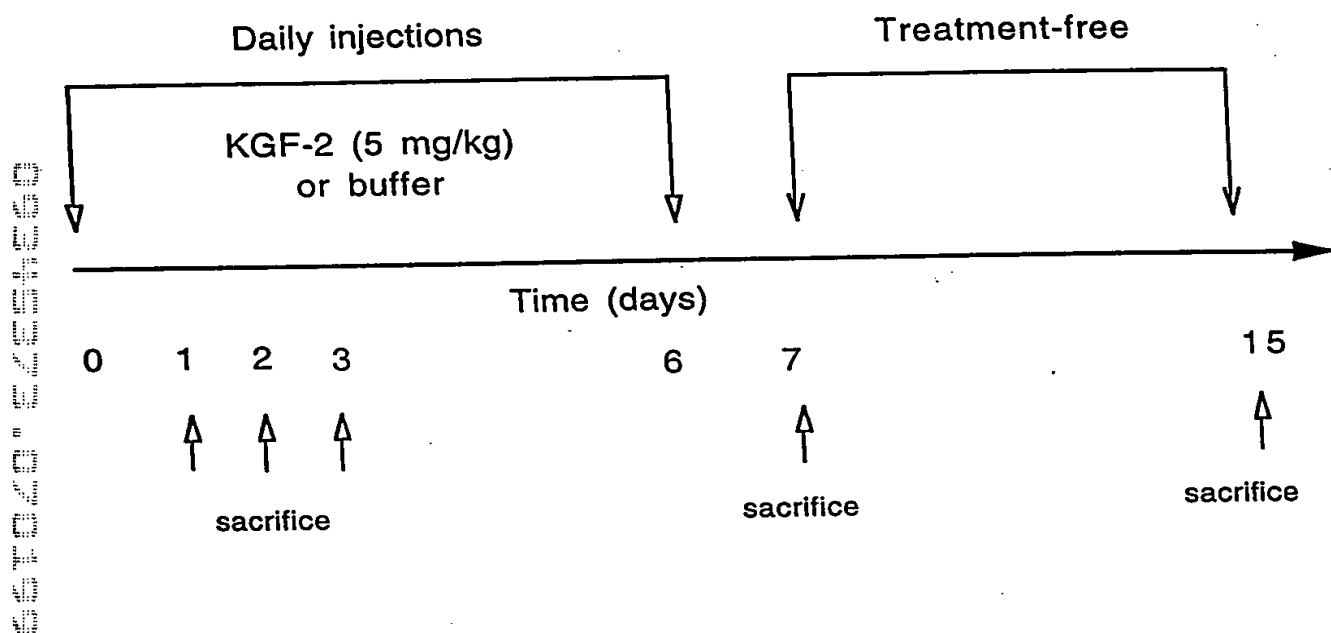 Daily injections
Treatment-free
KGF-2 (5 mg/kg)
or buffer
Time (days)
0 1 2 3 6 7 15
sacrifice
sacrifice
sacrifice